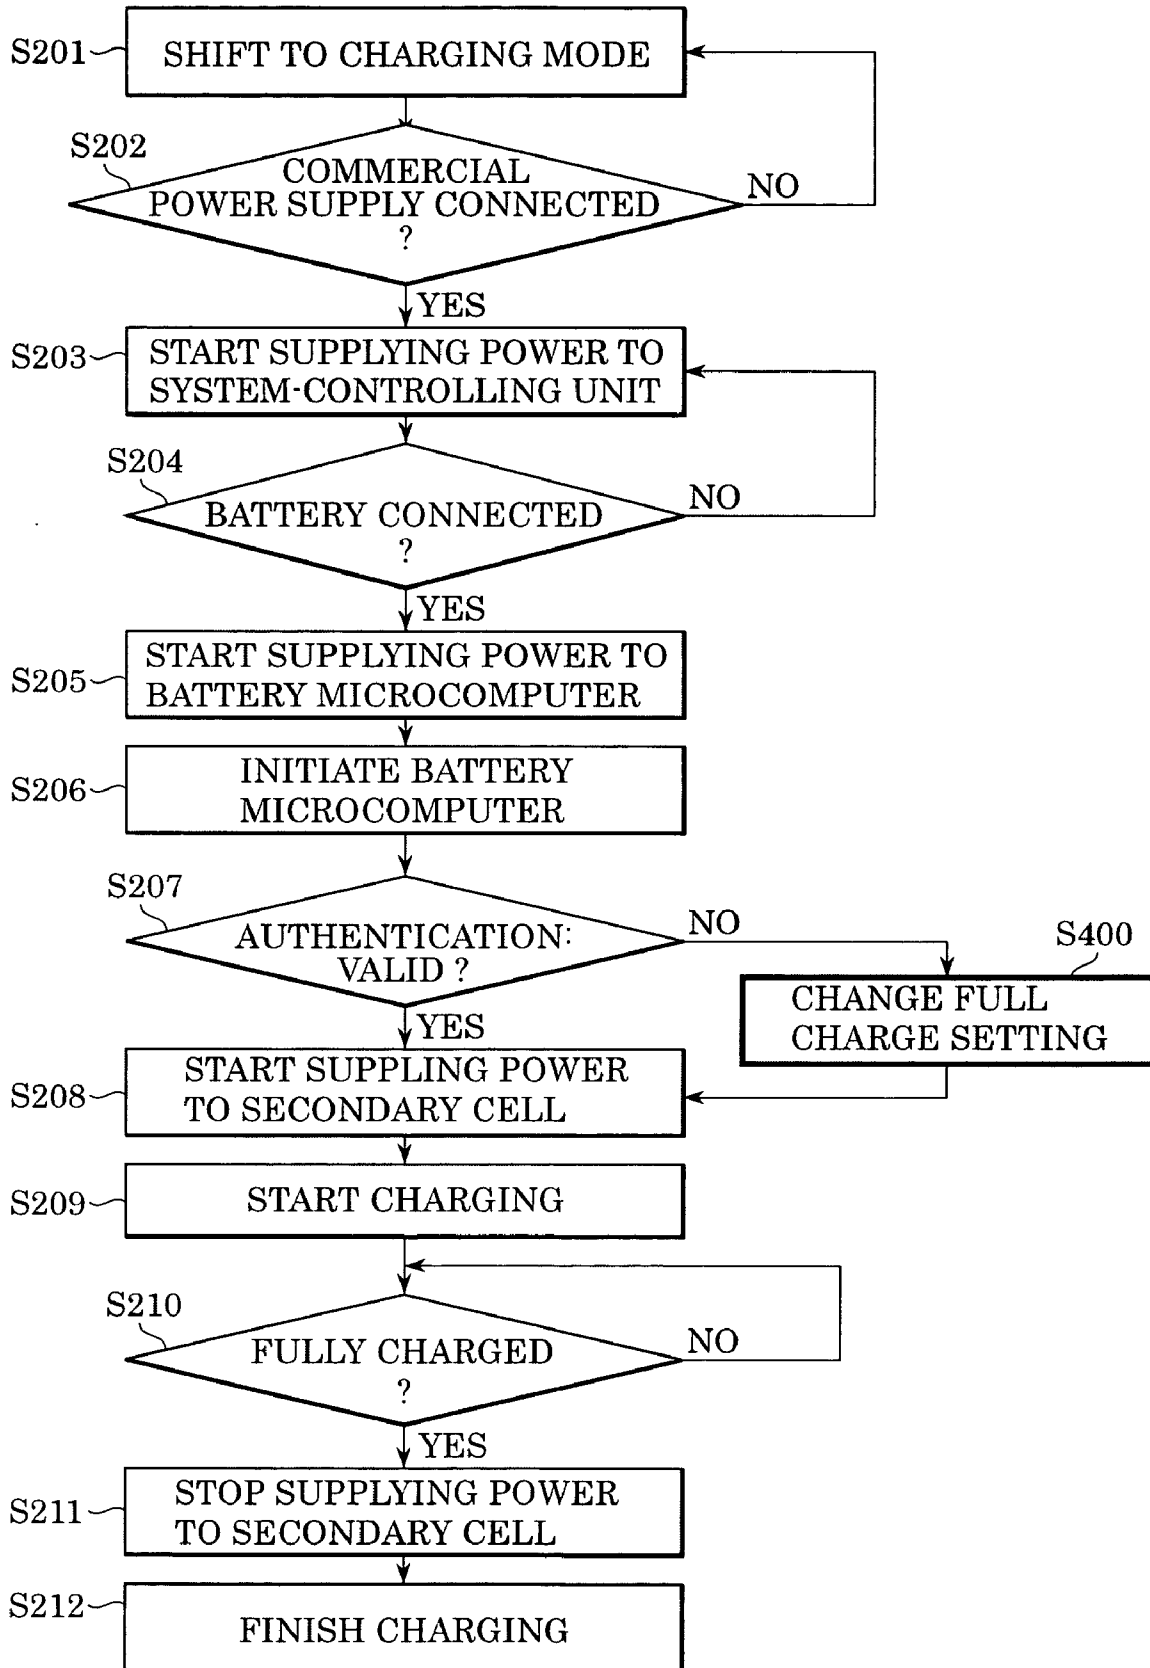 S201
SHIFT TO CHARGING MODE
S202
COMMERCIAL
POWER SUPPLY CONNECTED
?
NO
YES
S203
START SUPPLYING POWER TO
SYSTEM-CONTROLLING UNIT
S204
BATTERY CONNECTED
?
NO
YES
S205
START SUPPLYING POWER TO
BATTERY MICROCOMPUTER
S206
INITIATE BATTERY
MICROCOMPUTER
S207
AUTHENTICATION:
VALID ?
NO
YES
S400
CHANGE FULL
CHARGE SETTING
S208
START SUPPLING POWER
TO SECONDARY CELL
S209
START CHARGING
S210
FULLY CHARGED
?
NO
YES
S211
STOP SUPPLYING POWER
TO SECONDARY CELL
S212
FINISH CHARGING